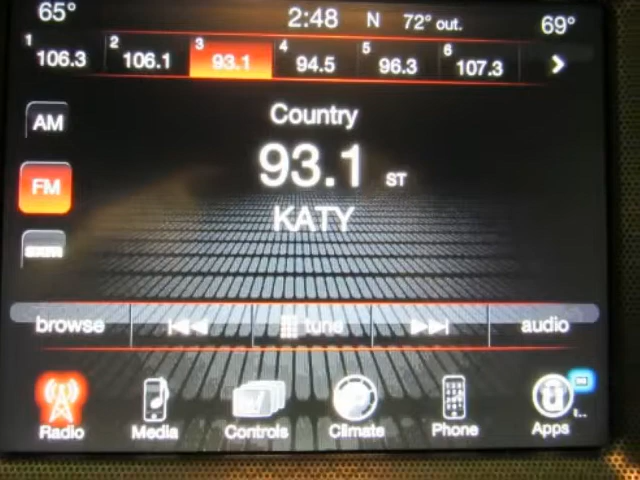 65° 2:48 N 72° out. 69°
1 106.3 2 106.1 3 93.1 4 94.5 5 96.3 6 107.3
AM
Country
93.1 ST
FM
KATY
browse tune audio
Radio Media Controls Climate Phone Apps